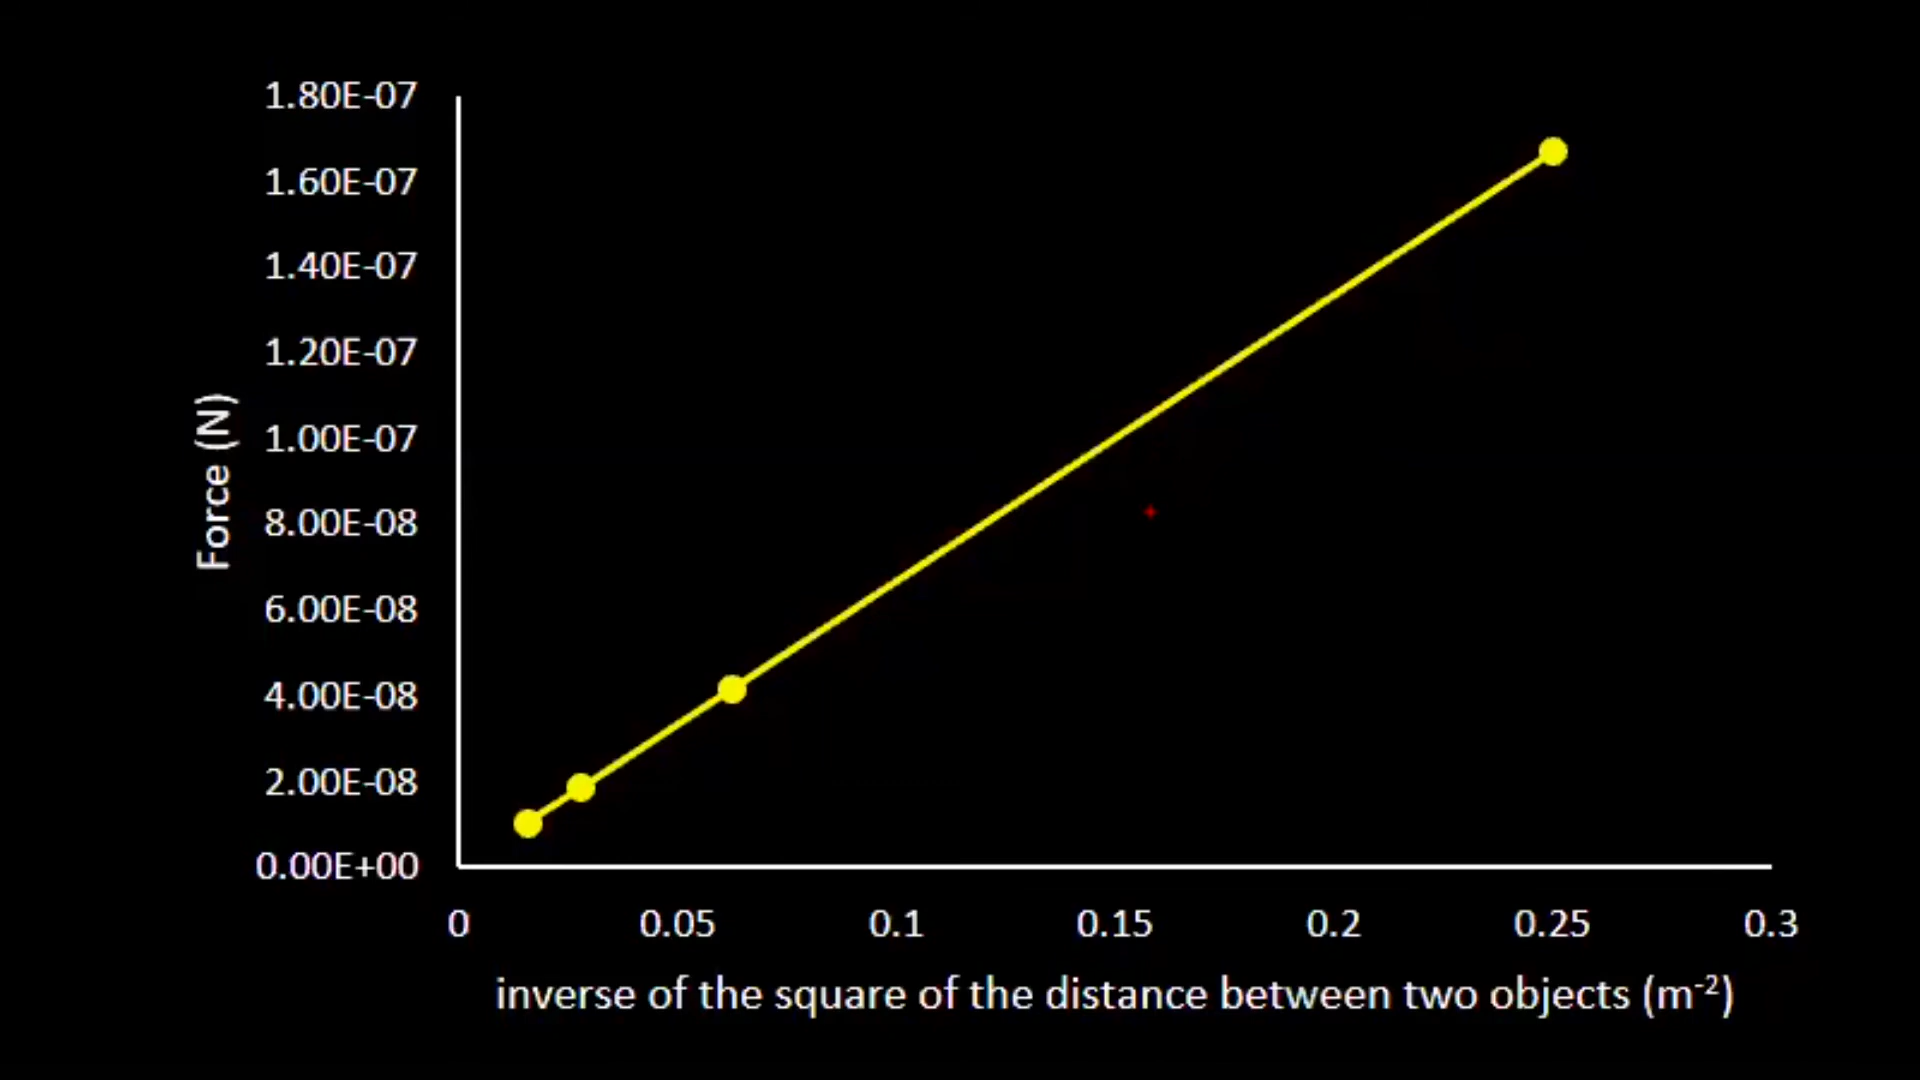 1.80E-07
1.60E-07
1.40E-07
1.20E-07
1.00E-07
8.00E-08
6.00E-08
4.00E-08
2.00E-08
0.00E+00
Force (N)
0 0.05 0.1 0.15 0.2 0.25 0.3
inverse of the square of the distance between two objects (m⁻²)